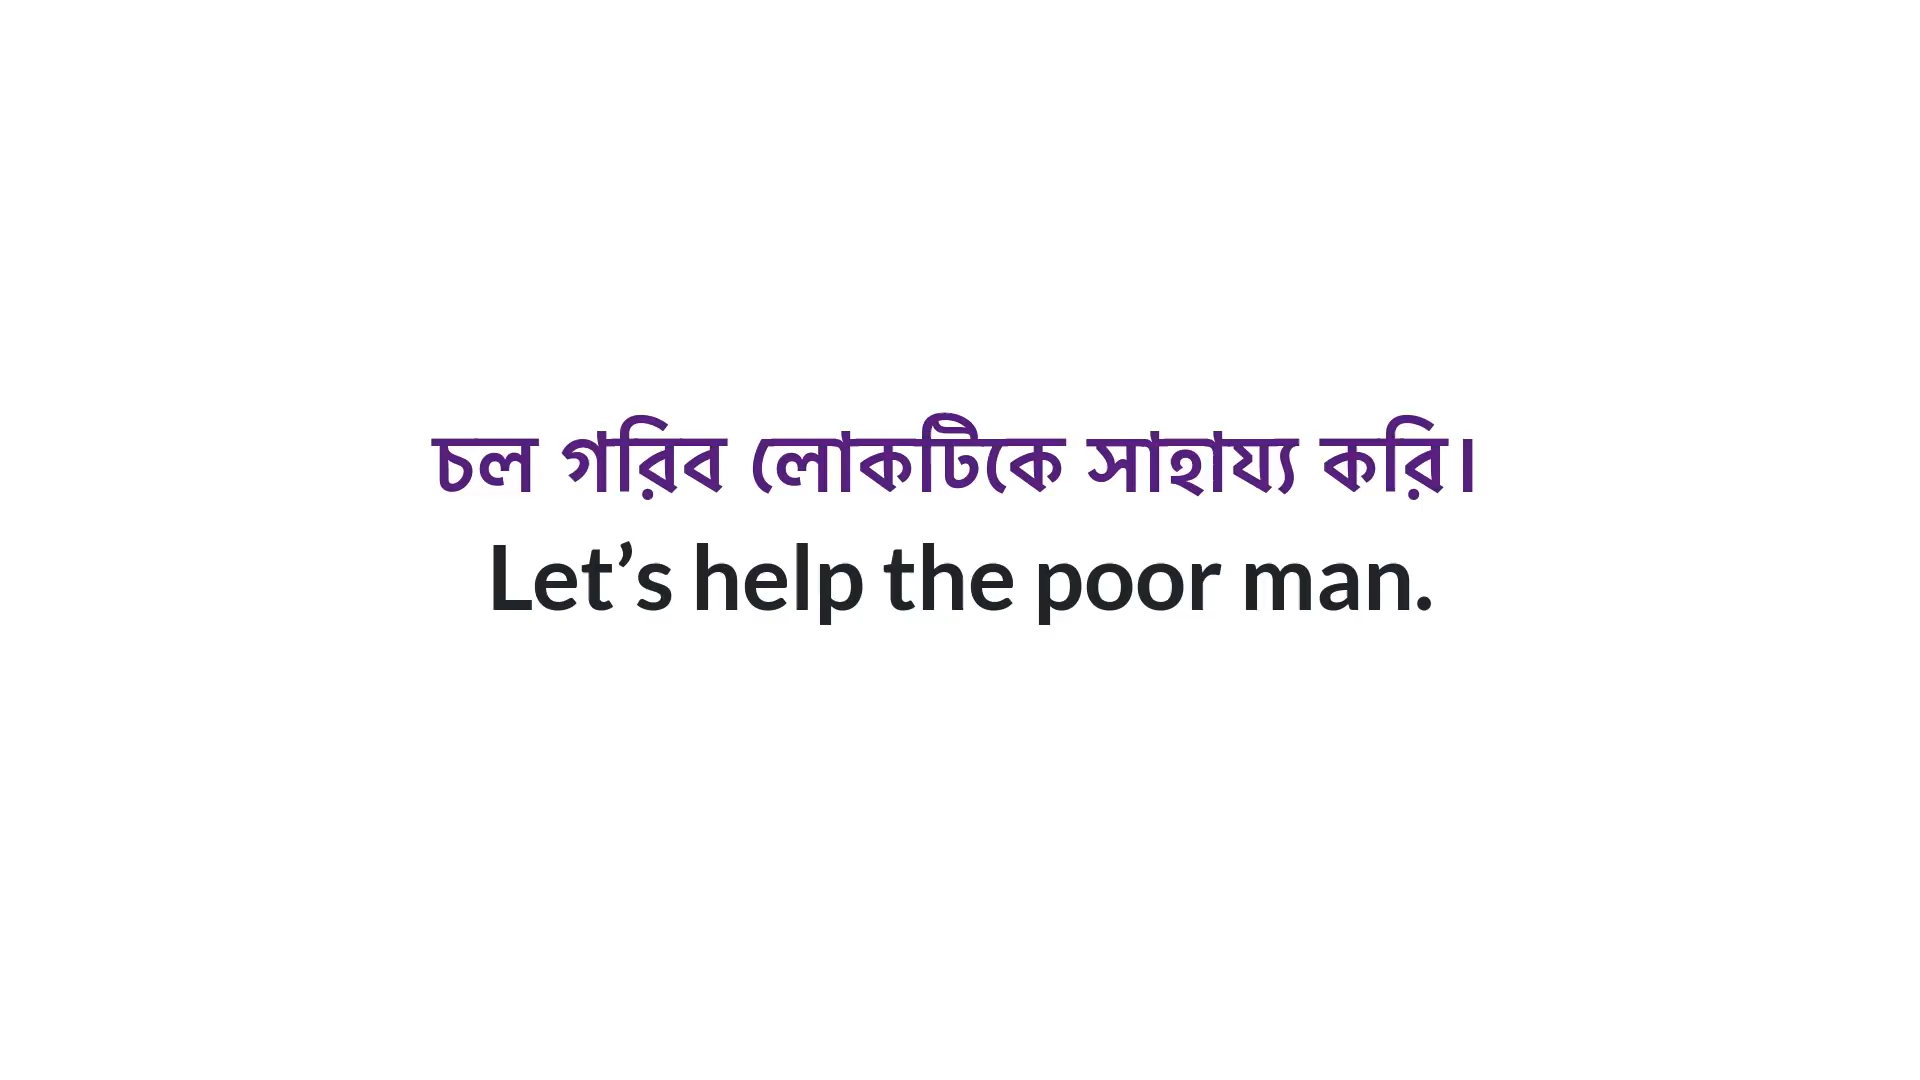 চল গরিব লোকটিকে সাহায্য করি।
Let’s help the poor man.